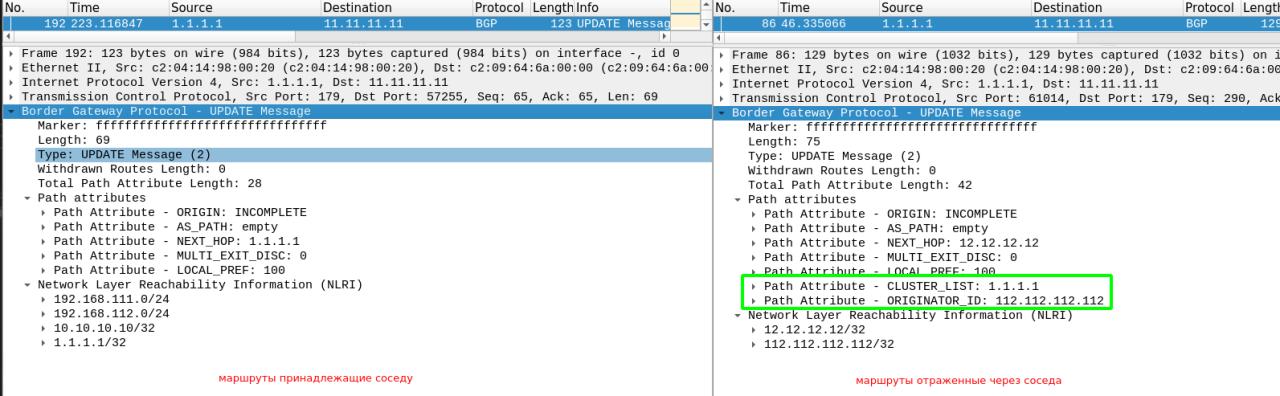 No. Time Source Destination Protocol Length Info
192 223.116847 1.1.1.1 11.11.11.11 BGP 123 UPDATE Messag
Frame 192: 123 bytes on wire (984 bits), 123 bytes captured (984 bits) on interface -, id 0
Ethernet II, Src: c2:04:14:98:00:20 (c2:04:14:98:00:20), Dst: c2:09:64:6a:00:00 (c2:09:64:6a:00:
Internet Protocol Version 4, Src: 1.1.1.1, Dst: 11.11.11.11
Transmission Control Protocol, Src Port: 179, Dst Port: 57255, Seq: 65, Ack: 65, Len: 69
Border Gateway Protocol - UPDATE Message
Marker: ffffffffffffffffffffffffffffffff
Length: 69
Type: UPDATE Message (2)
Withdrawn Routes Length: 0
Total Path Attribute Length: 28
Path attributes
Path Attribute - ORIGIN: INCOMPLETE
Path Attribute - AS_PATH: empty
Path Attribute - NEXT_HOP: 1.1.1.1
Path Attribute - MULTI_EXIT_DISC: 0
Path Attribute - LOCAL_PREF: 100
Network Layer Reachability Information (NLRI)
192.168.111.0/24
192.168.112.0/24
10.10.10.10/32
1.1.1.1/32
маршруты принадлежащие соседу
No. Time Source Destination Protocol Lengt
86 46.335066 1.1.1.1 11.11.11.11 BGP 129
Frame 86: 129 bytes on wire (1032 bits), 129 bytes captured (1032 bits) on i
Ethernet II, Src: c2:04:14:98:00:20 (c2:04:14:98:00:20), Dst: c2:09:64:6a:00
Internet Protocol Version 4, Src: 1.1.1.1, Dst: 11.11.11.11
Transmission Control Protocol, Src Port: 61014, Dst Port: 179, Seq: 290, Ack
Border Gateway Protocol - UPDATE Message
Marker: ffffffffffffffffffffffffffffffff
Length: 75
Type: UPDATE Message (2)
Withdrawn Routes Length: 0
Total Path Attribute Length: 42
Path attributes
Path Attribute - ORIGIN: INCOMPLETE
Path Attribute - AS_PATH: empty
Path Attribute - NEXT_HOP: 12.12.12.12
Path Attribute - MULTI_EXIT_DISC: 0
Path Attribute - LOCAL_PREF: 100
Path Attribute - CLUSTER_LIST: 1.1.1.1
Path Attribute - ORIGINATOR_ID: 112.112.112.112
Network Layer Reachability Information (NLRI)
12.12.12.12/32
112.112.112.112/32
маршруты отраженные через соседа